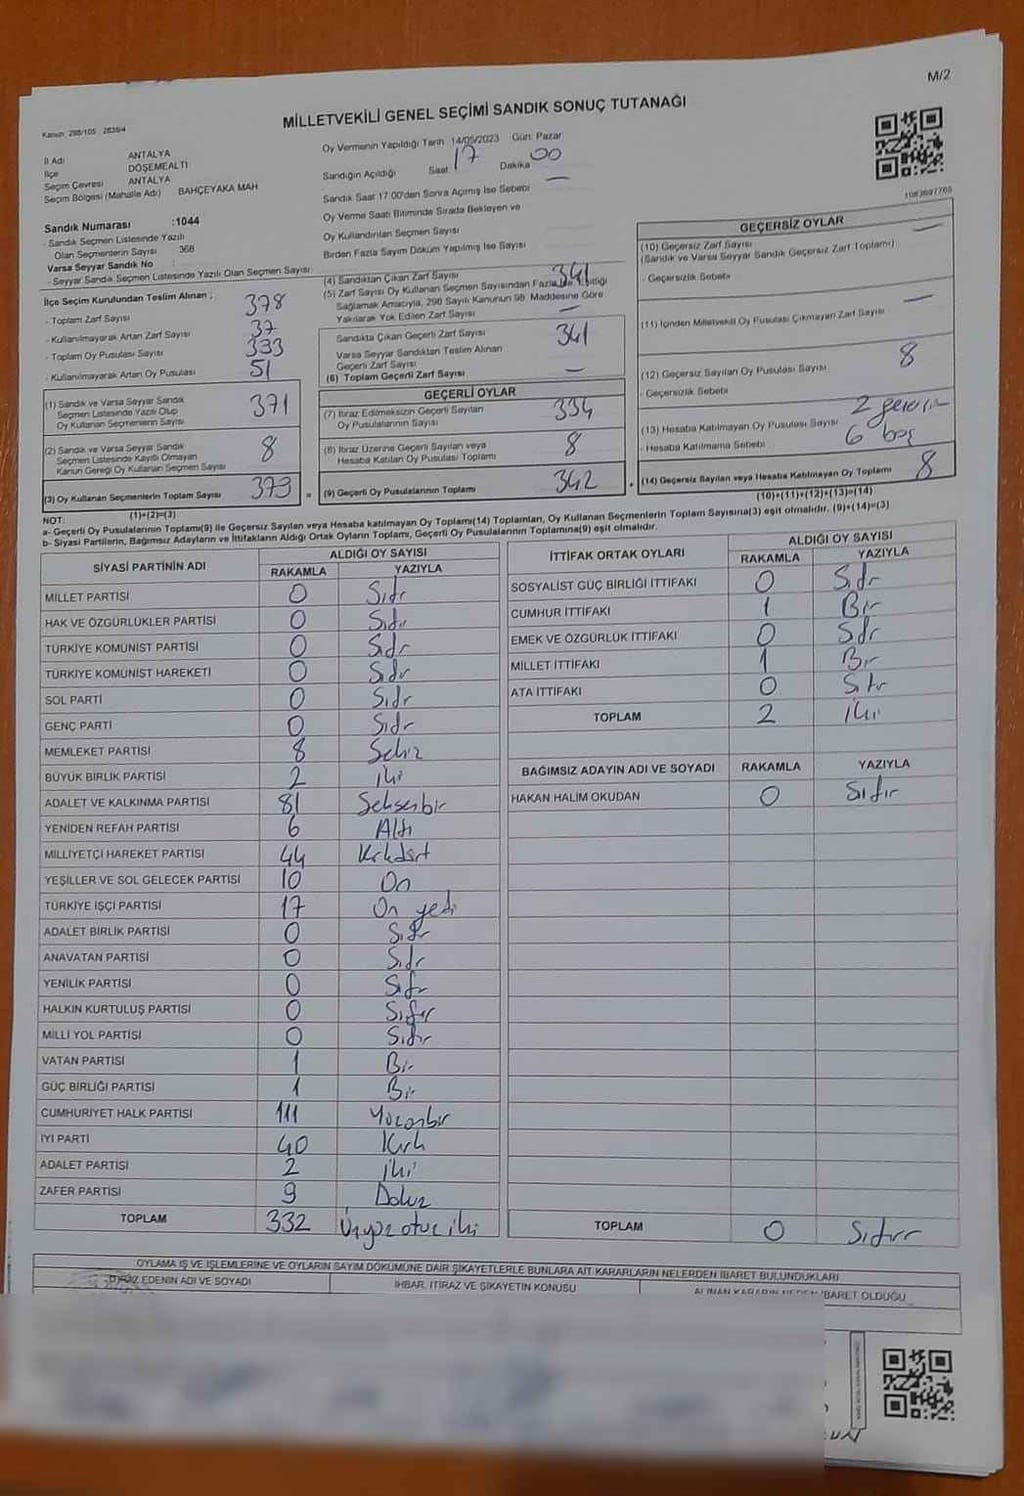 M/2
Kanun: 298/105 2839/4
MİLLETVEKİLİ GENEL SEÇİMİ SANDIK SONUÇ TUTANAĞI
İl Adı ANTALYA
İlçe DÖŞEMEALTI
Seçim Çevresi ANTALYA
Seçim Bölgesi (Mahalle Adı) BAHÇEYAKA MAH
Oy Vermenin Yapıldığı Tarih 14/05/2023 Gün: Pazar
Sandığın Açıldığı Saat 17 Dakika 00
Sandık Saat 17.00'den Sonra Açılmış İse Sebebi —
Oy Verme Saati Bitiminde Sırada Bekleyen ve
Oy Kullandırılan Seçmen Sayısı
Birden Fazla Sayım Döküm Yapılmış İse Sayısı
1083697765
Sandık Numarası :1044
- Sandık Seçmen Listesinde Yazılı
Olan Seçmenlerin Sayısı 368
Varsa Seyyar Sandık No :
- Seyyar Sandık Seçmen Listesinde Yazılı Olan Seçmen Sayısı:
İlçe Seçim Kurulundan Teslim Alınan ;
- Toplam Zarf Sayısı 378
- Kullanılmayarak Artan Zarf Sayısı 37
- Toplam Oy Pusulası Sayısı 393
- Kullanılmayarak Artan Oy Pusulası 51
(1) Sandık ve Varsa Seyyar Sandık
Seçmen Listesinde Yazılı Olup
Oy Kullanan Seçmenlerin Sayısı 371
(2) Sandık ve Varsa Seyyar Sandık
Seçmen Listesinde Kayıtlı Olmayan
Kanun Gereği Oy Kullanan Seçmen Sayısı 8
(3) Oy Kullanan Seçmenlerin Toplam Sayısı 373 =
(1)+(2)=(3)
(4) Sandıktan Çıkan Zarf Sayısı 341
(5) Zarf Sayısı Oy Kullanan Seçmen Sayısından Fazla İse Eşitliği
Sağlamak Amacıyla, 298 Sayılı Kanunun 98. Maddesine Göre
Yakılarak Yok Edilen Zarf Sayısı —
Sandıkta Çıkan Geçerli Zarf Sayısı 341
Varsa Seyyar Sandıktan Teslim Alınan
Geçerli Zarf Sayısı
(6) Toplam Geçerli Zarf Sayısı —
GEÇERLİ OYLAR
(7) İtiraz Edilmeksizin Geçerli Sayılan
Oy Pusulalarının Sayısı 334
(8) İtiraz Üzerine Geçerli Sayılan veya
Hesaba Katılan Oy Pusulası Toplamı 8
(9) Geçerli Oy Pusulalarının Toplamı 342 +
GEÇERSİZ OYLAR
(10) Geçersiz Zarf Sayısı —
(Sandık ve Varsa Seyyar Sandık Geçersiz Zarf Toplamı)
- Geçersizlik Sebebi
(11) İçinden Milletvekili Oy Pusulası Çıkmayan Zarf Sayısı —
(12) Geçersiz Sayılan Oy Pusulası Sayısı 8
- Geçersizlik Sebebi
(13) Hesaba Katılmayan Oy Pusulası Sayısı 2
- Hesaba Katılmama Sebebi 6 boş
(14) Geçersiz Sayılan veya Hesaba Katılmayan Oy Toplamı 8
(10)+(11)+(12)+(13)=(14)
NOT:
a- Geçerli Oy Pusulalarının Toplamı(9) ile Geçersiz Sayılan veya Hesaba katılmayan Oy Toplamı(14) Toplamları, Oy Kullanan Seçmenlerin Toplam Sayısına(3) eşit olmalıdır. (9)+(14)=(3)
b- Siyasi Partilerin, Bağımsız Adayların ve İttifakların Aldığı Ortak Oyların Toplamı, Geçerli Oy Pusulalarının Toplamına(9) eşit olmalıdır.
SİYASİ PARTİNİN ADI ALDIĞI OY SAYISI
RAKAMLA YAZIYLA
MİLLET PARTİSİ 0 Sıfır
HAK VE ÖZGÜRLÜKLER PARTİSİ 0 Sıfır
TÜRKİYE KOMÜNİST PARTİSİ 0 Sıfır
TÜRKİYE KOMÜNİST HAREKETİ 0 Sıfır
SOL PARTİ 0 Sıfır
GENÇ PARTİ 0 Sıfır
MEMLEKET PARTİSİ 8 Sekiz
BÜYÜK BİRLİK PARTİSİ 2 iki
ADALET VE KALKINMA PARTİSİ 81 Seksenbir
YENİDEN REFAH PARTİSİ 6 Altı
MİLLİYETÇİ HAREKET PARTİSİ 44 Kırkdört
YEŞİLLER VE SOL GELECEK PARTİSİ 10 On
TÜRKİYE İŞÇİ PARTİSİ 17 On yedi
ADALET BİRLİK PARTİSİ 0 Sıfır
ANAVATAN PARTİSİ 0 Sıfır
YENİLİK PARTİSİ 0 Sıfır
HALKIN KURTULUŞ PARTİSİ 0 Sıfır
MİLLİ YOL PARTİSİ 0 Sıfır
VATAN PARTİSİ 1 Bir
GÜÇ BİRLİĞİ PARTİSİ 1 Bir
CUMHURİYET HALK PARTİSİ 111 Yüzonbir
İYİ PARTİ 40 Kırk
ADALET PARTİSİ 2 iki
ZAFER PARTİSİ 9 Dokuz
TOPLAM 332 Üçyüzotuziki
İTTİFAK ORTAK OYLARI ALDIĞI OY SAYISI
RAKAMLA YAZIYLA
SOSYALİST GÜÇ BİRLİĞİ İTTİFAKI 0 Sıfır
CUMHUR İTTİFAKI 1 Bir
EMEK VE ÖZGÜRLÜK İTTİFAKI 0 Sıfır
MİLLET İTTİFAKI 1 Bir
ATA İTTİFAKI 0 Sıfır
TOPLAM 2 iki
BAĞIMSIZ ADAYIN ADI VE SOYADI RAKAMLA YAZIYLA
HAKAN HALİM OKUDAN 0 Sıfır
TOPLAM 0 Sıfır
OYLAMA İŞ VE İŞLEMLERİNE VE OYLARIN SAYIM DÖKÜMÜNE DAİR ŞİKAYETLERLE BUNLARA AİT KARARLARIN NELERDEN İBARET BULUNDUKLARI
İTİRAZ EDENİN ADI VE SOYADI İHBAR, İTİRAZ VE ŞİKAYETİN KONUSU ALINAN KARARIN NEDEN İBARET OLDUĞU